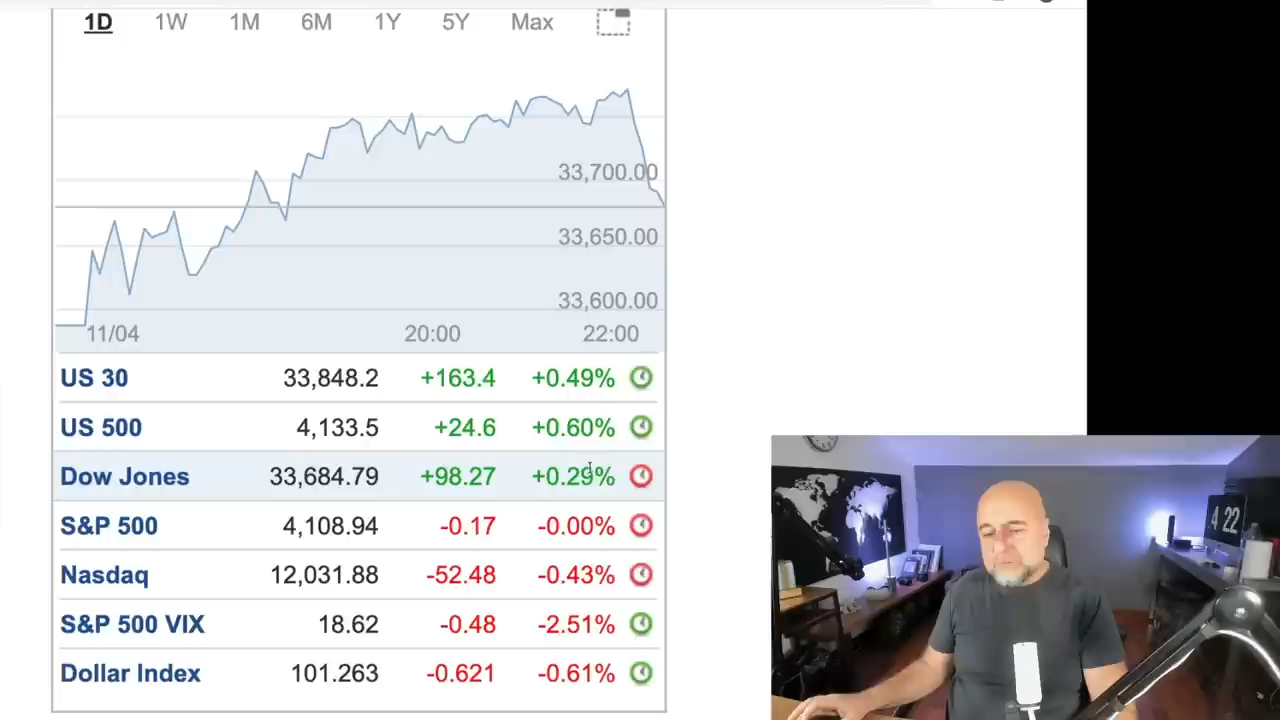 1D 1W 1M 6M 1Y 5Y Max
33,700.00
33,650.00
33,600.00
11/04 20:00 22:00
US 30 33,848.2 +163.4 +0.49%
US 500 4,133.5 +24.6 +0.60%
Dow Jones 33,684.79 +98.27 +0.29%
S&P 500 4,108.94 -0.17 -0.00%
Nasdaq 12,031.88 -52.48 -0.43%
S&P 500 VIX 18.62 -0.48 -2.51%
Dollar Index 101.263 -0.621 -0.61%
4 22